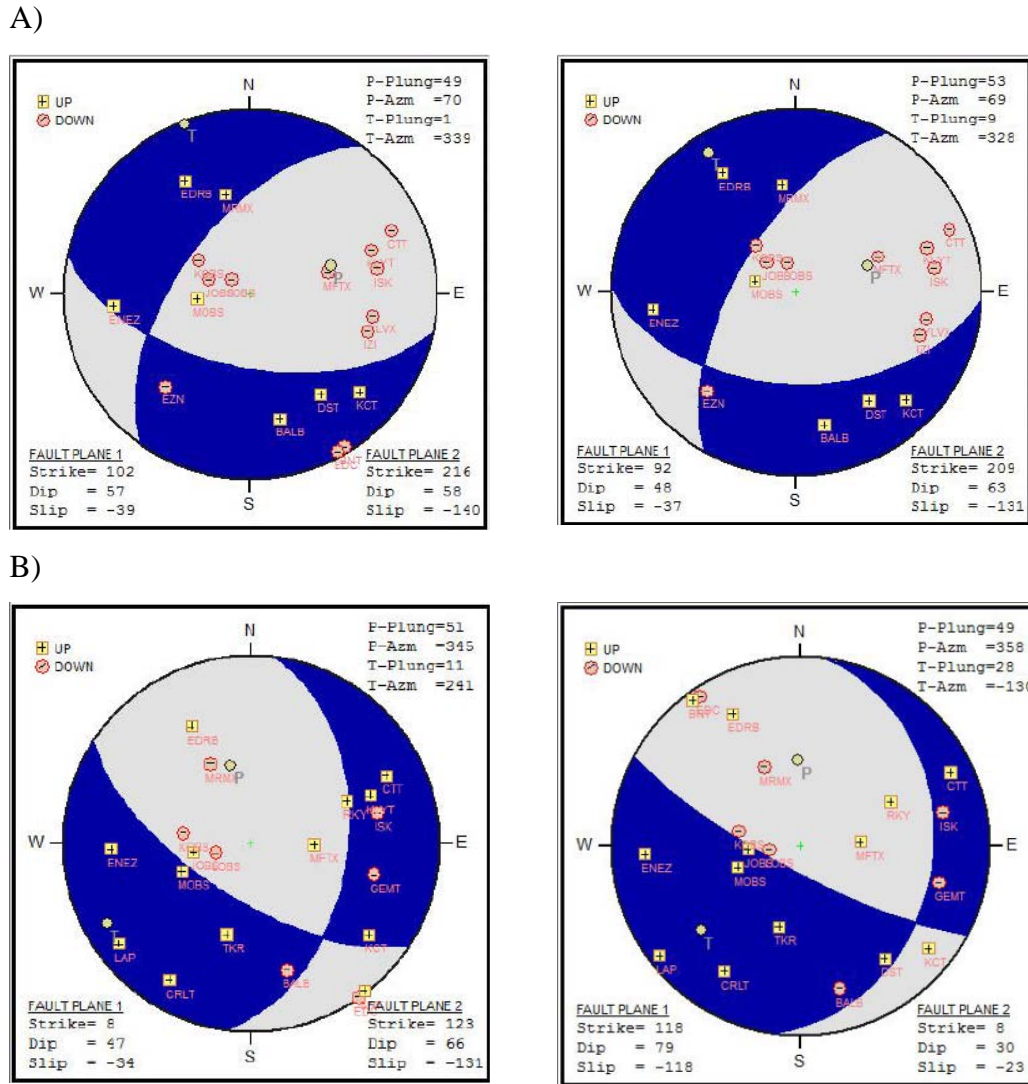 A)
N
UP
DOWN
P-Plung=49
P-Azm =70
T-Plung=1
T-Azm =339
T
EDRB
MRMX
CTT
ISK
MFTX
P
W
E
MOBS
ENEZ
IZI
EZN
DST
KCT
BALB
FAULT PLANE 1
Strike= 102
Dip = 57
Slip = -39
FAULT PLANE 2
Strike= 216
Dip = 58
Slip = -140
S
N
UP
DOWN
P-Plung=53
P-Azm =69
T-Plung=9
T-Azm =328
T
EDRB
MRMX
CTT
ISK
MFTX
P
W
E
MOBS
ENEZ
IZI
EZN
DST
KCT
BALB
FAULT PLANE 1
Strike= 92
Dip = 48
Slip = -37
FAULT PLANE 2
Strike= 209
Dip = 63
Slip = -131
S
B)
N
UP
DOWN
P-Plung=51
P-Azm =345
T-Plung=11
T-Azm =241
EDRB
MRMX
P
CTT
RKY
ISK
W
E
ENEZ
MFTX
MOBS
GEMT
T
LAP
TKR
KCT
CRLT
BALB
FAULT PLANE 1
Strike= 8
Dip = 47
Slip = -34
FAULT PLANE 2
Strike= 123
Dip = 66
Slip = -131
S
N
UP
DOWN
P-Plung=49
P-Azm =358
T-Plung=28
T-Azm =-130
EDRB
MRMX
P
CTT
RKY
ISK
W
E
ENEZ
MFTX
MOBS
GEMT
T
LAP
TKR
KCT
DST
CRLT
BALB
FAULT PLANE 1
Strike= 118
Dip = 79
Slip = -118
FAULT PLANE 2
Strike= 8
Dip = 30
Slip = -23
S